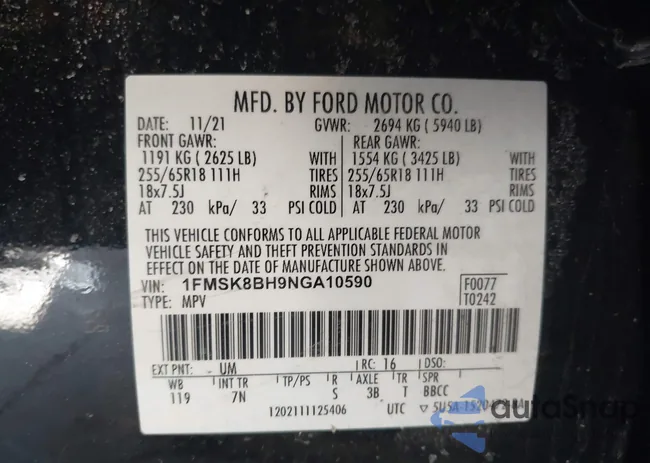 MFD. BY FORD MOTOR CO.
DATE: 11/21 GVWR: 2694 KG ( 5940 LB)
FRONT GAWR: REAR GAWR:
1191 KG ( 2625 LB) WITH 1554 KG ( 3425 LB) WITH
255/65R18 111H TIRES 255/65R18 111H TIRES
18x7.5J RIMS 18x7.5J RIMS
AT 230 kPa/ 33 PSI COLD AT 230 kPa/ 33 PSI COLD
THIS VEHICLE CONFORMS TO ALL APPLICABLE FEDERAL MOTOR
VEHICLE SAFETY AND THEFT PREVENTION STANDARDS IN
EFFECT ON THE DATE OF MANUFACTURE SHOWN ABOVE.
VIN: 1FMSK8BH9NGA10590 F0077
TYPE: MPV T0242
EXT PNT: UM RC: 16 DSO:
WB INT TR TP/PS R AXLE TR SPR
119 7N S 3B T BBCC
1202111125406 UTC
autoSnap